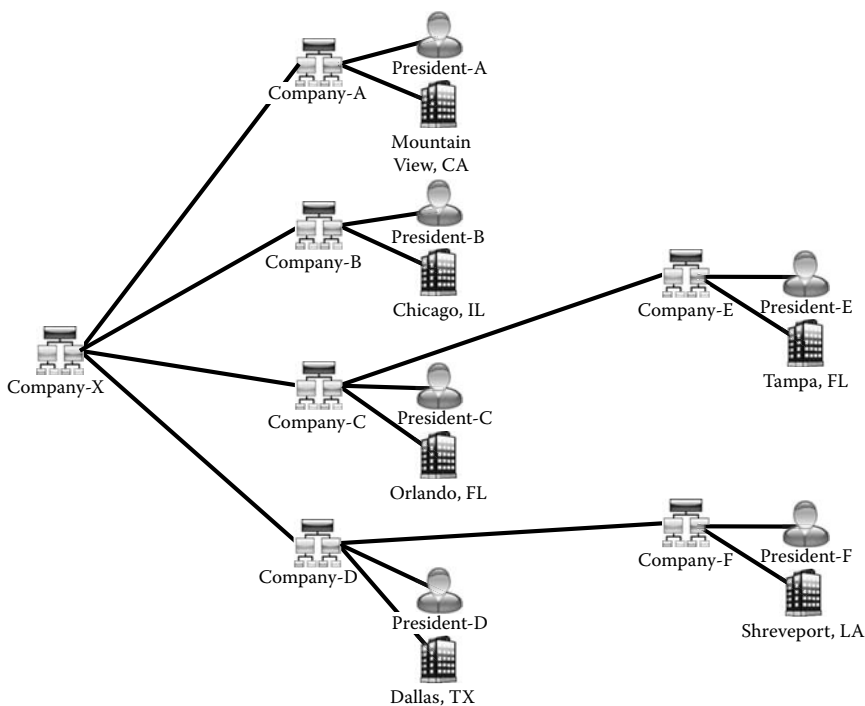 President-A
Company-A
Mountain
View, CA
President-B
Company-B
Chicago, IL
Company-E
President-E
Tampa, FL
Company-X
Company-C
President-C
Orlando, FL
Company-D
President-D
Dallas, TX
Company-F
President-F
Shreveport, LA